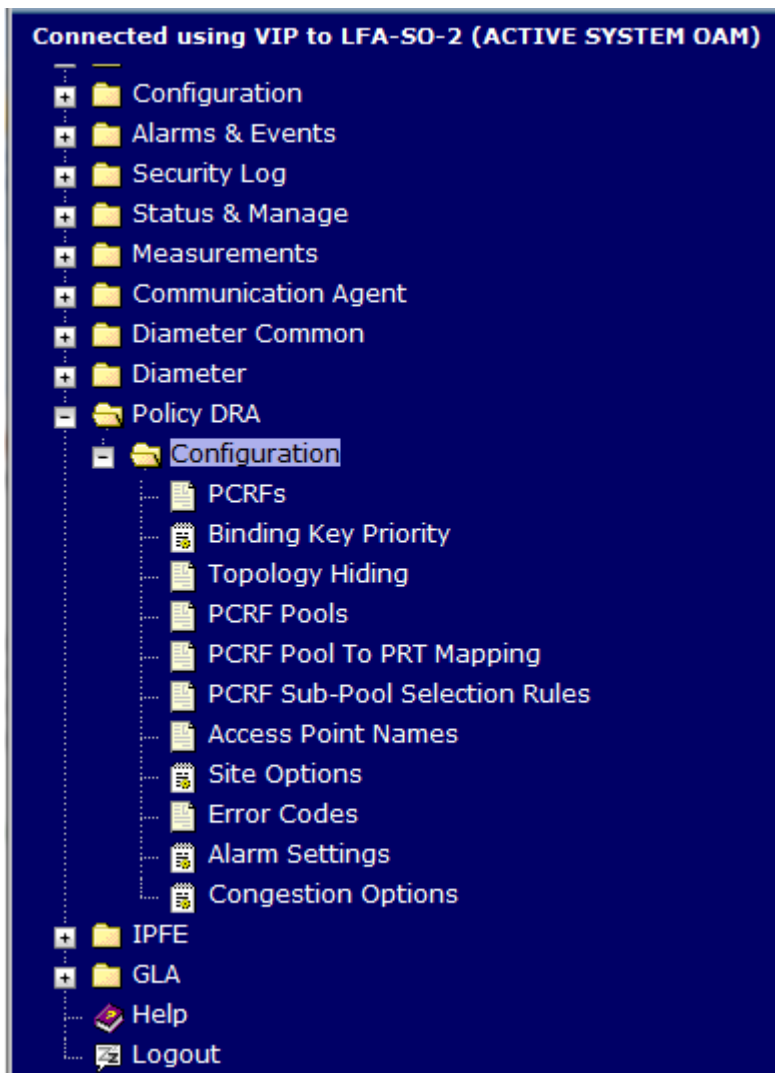 Connected using VIP to LFA-SO-2 (ACTIVE SYSTEM OAM)
Configuration
Alarms & Events
Security Log
Status & Manage
Measurements
Communication Agent
Diameter Common
Diameter
Policy DRA
Configuration
PCRFs
Binding Key Priority
Topology Hiding
PCRF Pools
PCRF Pool To PRT Mapping
PCRF Sub-Pool Selection Rules
Access Point Names
Site Options
Error Codes
Alarm Settings
Congestion Options
IPFE
GLA
Help
Logout